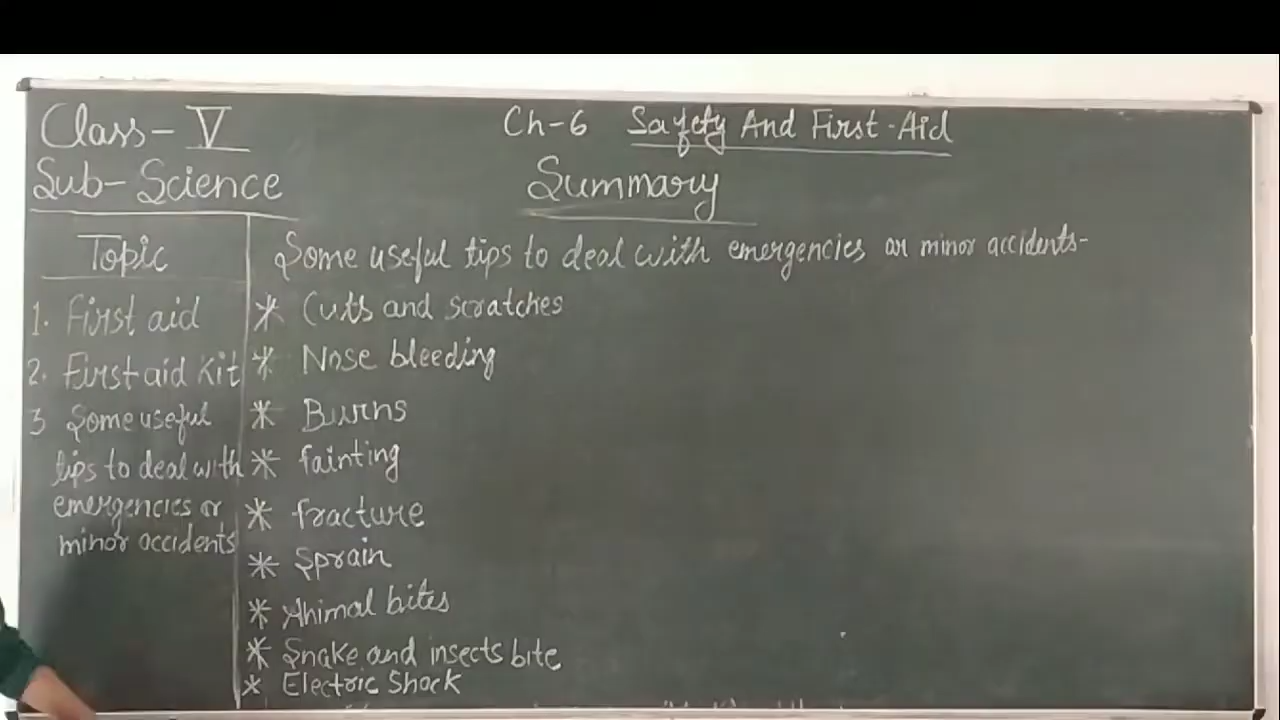 Class- V
Ch-6 Safety And First-Aid
Sub- Science
Summary
Topic
1. First aid
2. First aid Kit
3 Some useful
tips to deal with
emergencies or
minor accidents
Some useful tips to deal with emergencies or minor accidents-
* Cuts and scratches
* Nose bleeding
* Burns
* fainting
* fracture
* Sprain
* Animal bites
* Snake and insects bite
* Electric Shock